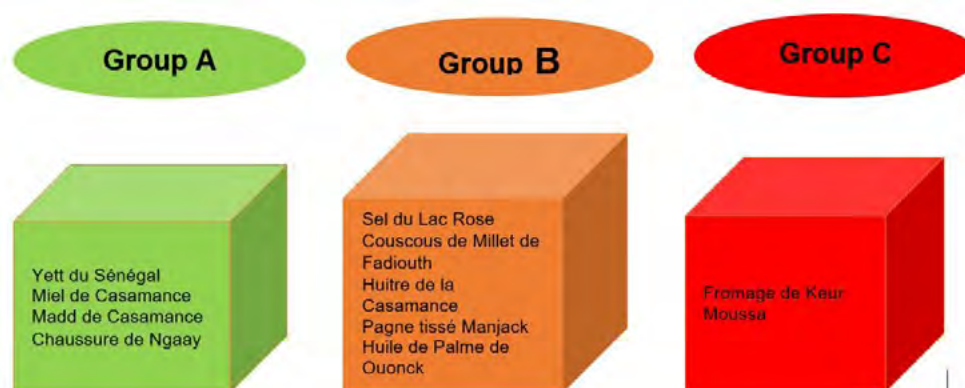 Group A
Group B
Group C
Yett du Sénégal
Miel de Casamance
Madd de Casamance
Chaussure de Ngaay
Sel du Lac Rose
Couscous de Millet de
Fadiouth
Huitre de la
Casamance
Pagne tissé Manjack
Huile de Palme de
Ouonck
Fromage de Keur
Moussa